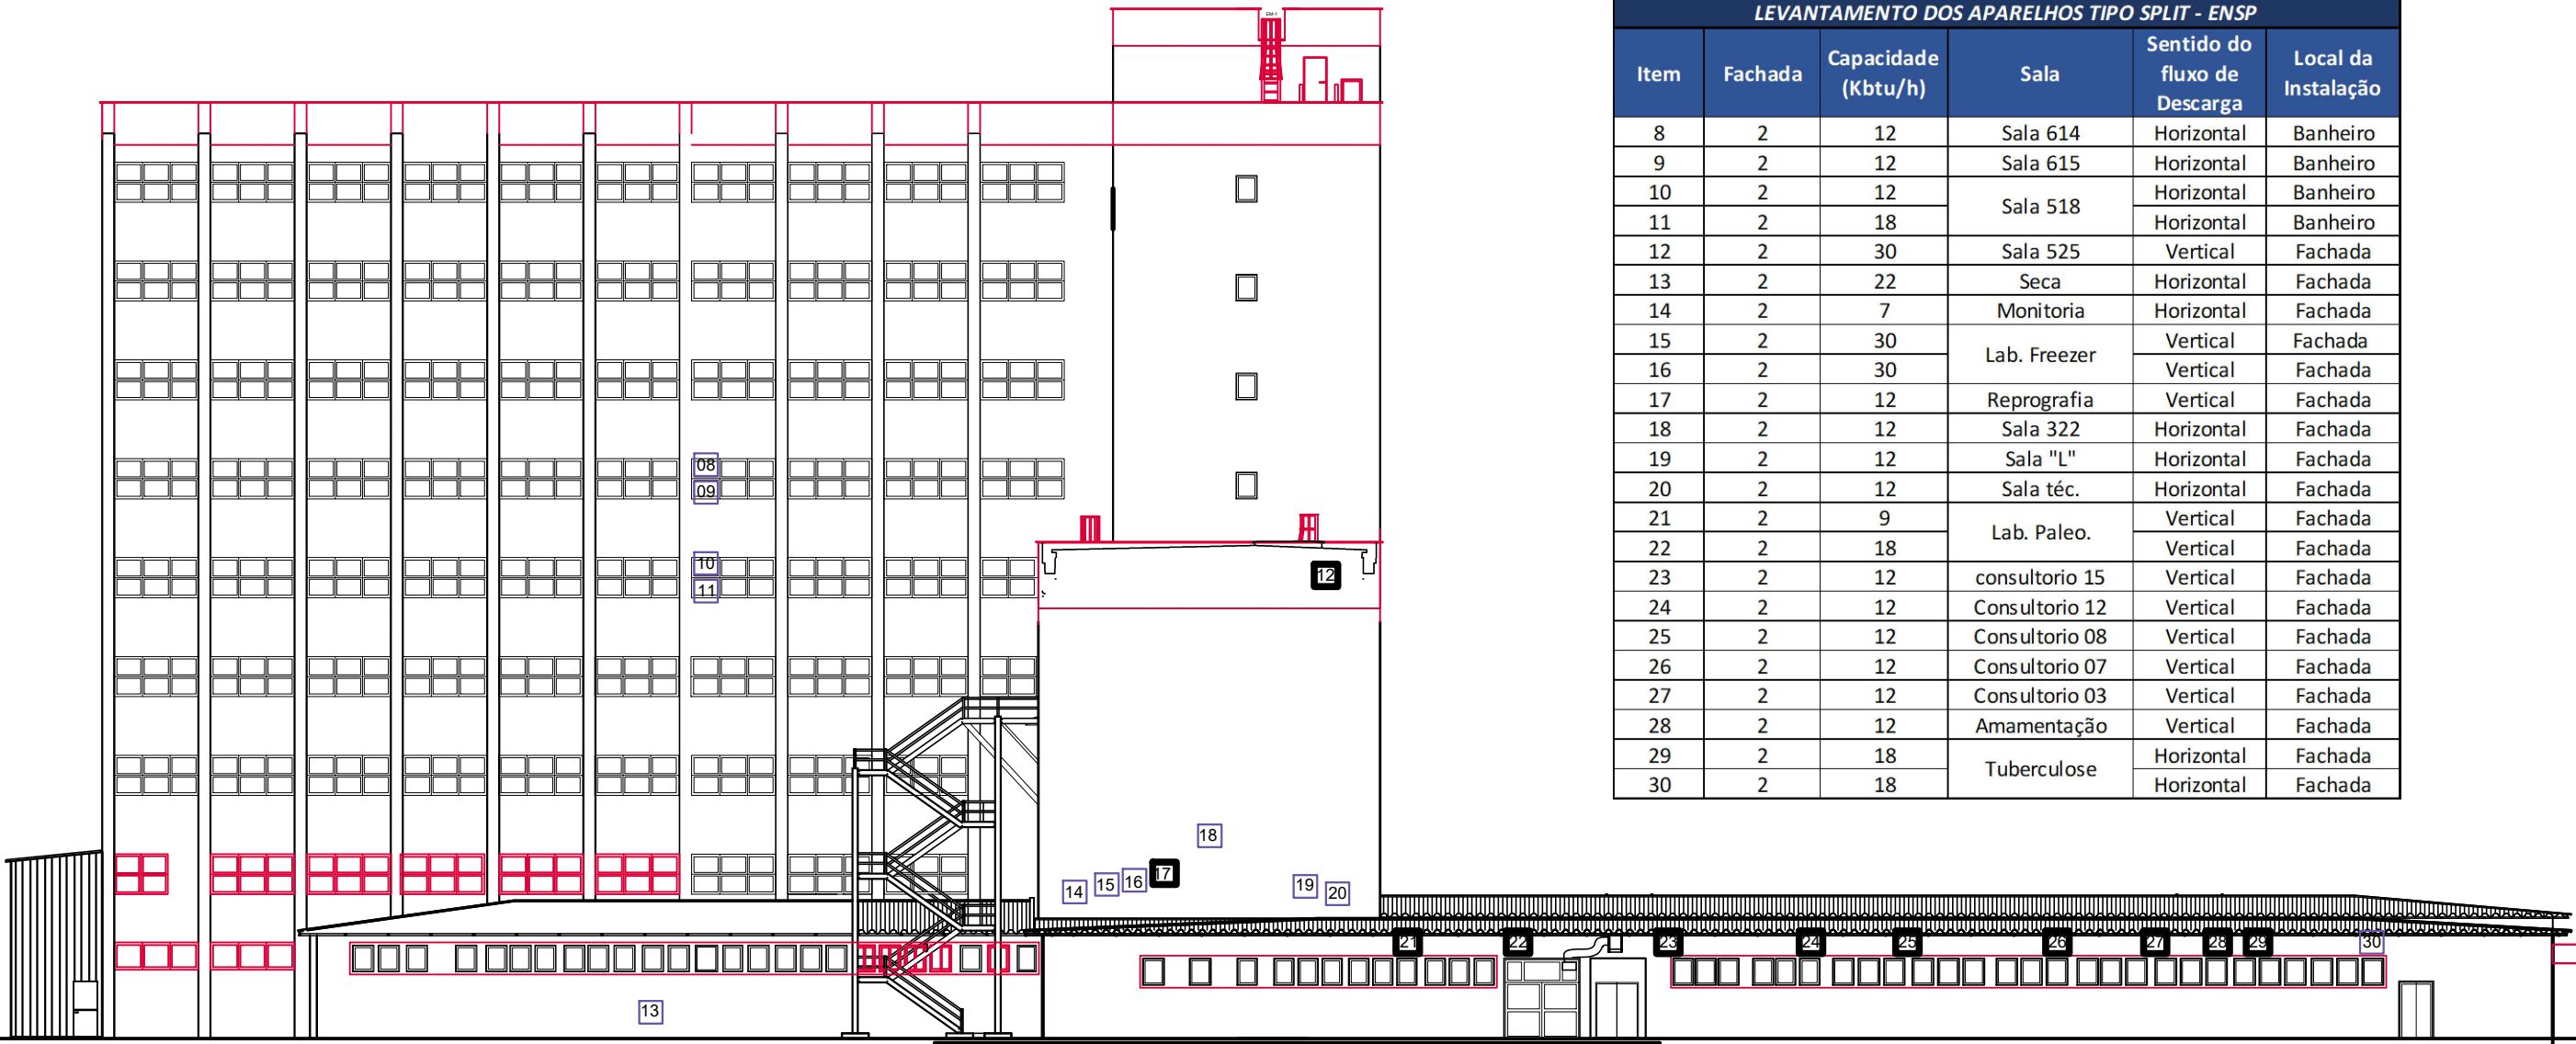 LEVANTAMENTO DOS APARELHOS TIPO SPLIT - ENSP
Item Fachada Capacidade (Kbtu/h) Sala Sentido do fluxo de Descarga Local da Instalação
8 2 12 Sala 614 Horizontal Banheiro
9 2 12 Sala 615 Horizontal Banheiro
10 2 12 Sala 518 Horizontal Banheiro
11 2 18 Horizontal Banheiro
12 2 30 Sala 525 Vertical Fachada
13 2 22 Seca Horizontal Fachada
14 2 7 Monitoria Horizontal Fachada
15 2 30 Lab. Freezer Vertical Fachada
16 2 30 Vertical Fachada
17 2 12 Reprografia Vertical Fachada
18 2 12 Sala 322 Horizontal Fachada
19 2 12 Sala "L" Horizontal Fachada
20 2 12 Sala téc. Horizontal Fachada
21 2 9 Lab. Paleo. Vertical Fachada
22 2 18 Vertical Fachada
23 2 12 consultorio 15 Vertical Fachada
24 2 12 Consultorio 12 Vertical Fachada
25 2 12 Consultorio 08 Vertical Fachada
26 2 12 Consultorio 07 Vertical Fachada
27 2 12 Consultorio 03 Vertical Fachada
28 2 12 Amamentação Vertical Fachada
29 2 18 Tuberculose Horizontal Fachada
30 2 18 Horizontal Fachada
08
09
10
11
12
18
14 15 16 17 19 20
21 22 23 24 25 26 27 28 29 30
13